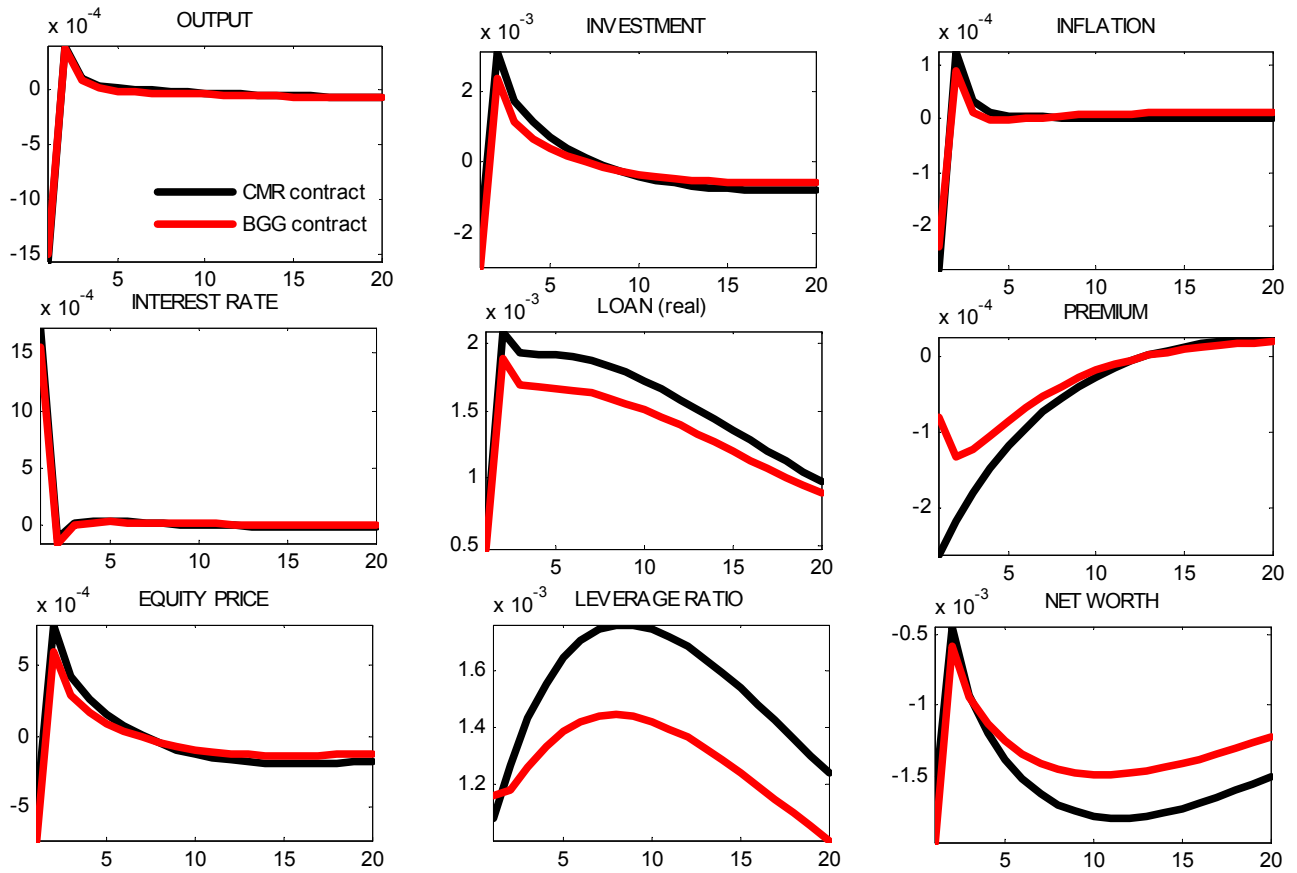 x 10^-4 OUTPUT
0
-5
-10
-15
5 10 15 20
CMR contract
BGG contract
x 10^-3 INVESTMENT
2
0
-2
5 10 15 20
x 10^-4 INFLATION
1
0
-1
-2
5 10 15 20
x 10^-4 INTEREST RATE
15
10
5
0
5 10 15 20
x 10^-3 LOAN (real)
2
1.5
1
0.5
5 10 15 20
x 10^-4 PREMIUM
0
-1
-2
5 10 15 20
x 10^-4 EQUITY PRICE
5
0
-5
5 10 15 20
x 10^-3 LEVERAGE RATIO
1.6
1.4
1.2
5 10 15 20
x 10^-3 NET WORTH
-0.5
-1
-1.5
5 10 15 20